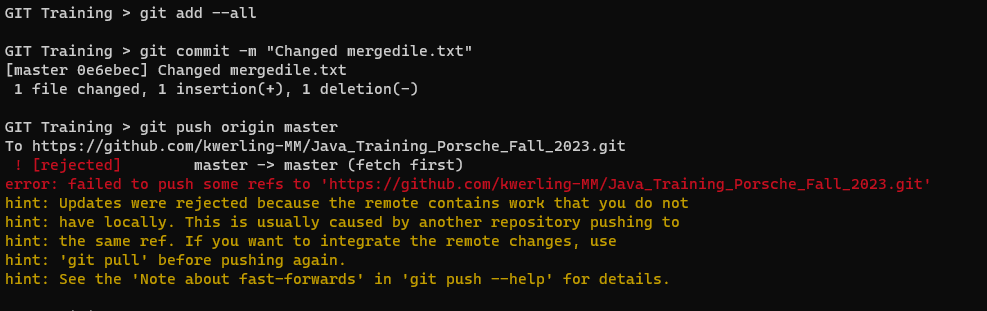 GIT Training > git add --all
GIT Training > git commit -m "Changed mergedile.txt"
[master 0e6ebec] Changed mergedile.txt
1 file changed, 1 insertion(+), 1 deletion(-)
GIT Training > git push origin master
To https://github.com/kwerling-MM/Java_Training_Porsche_Fall_2023.git
! [rejected]        master -> master (fetch first)
error: failed to push some refs to 'https://github.com/kwerling-MM/Java_Training_Porsche_Fall_2023.git'
hint: Updates were rejected because the remote contains work that you do not
hint: have locally. This is usually caused by another repository pushing to
hint: the same ref. If you want to integrate the remote changes, use
hint: 'git pull' before pushing again.
hint: See the 'Note about fast-forwards' in 'git push --help' for details.